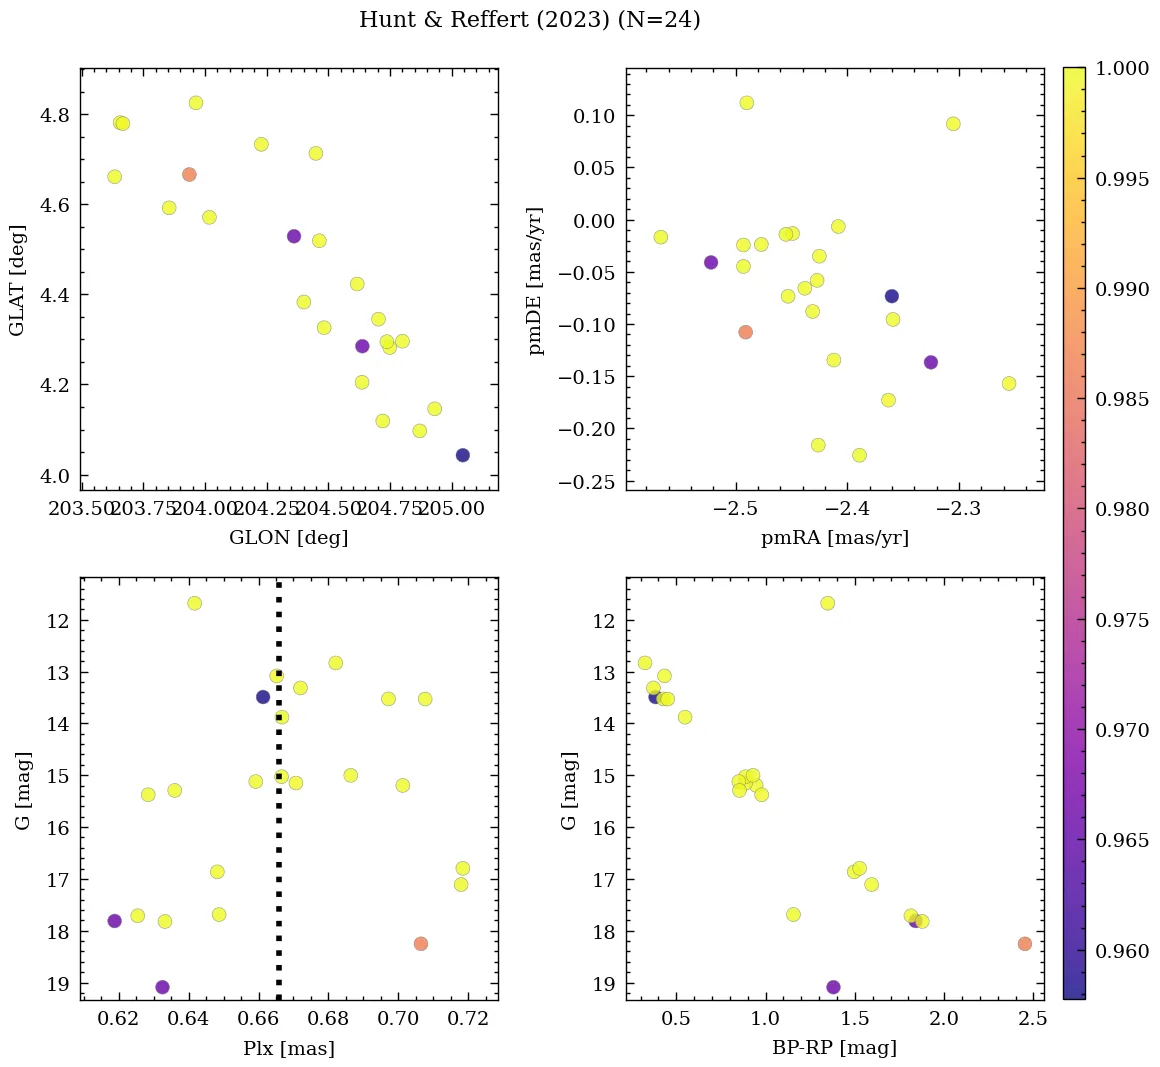 Hunt & Reffert (2023) (N=24)
4.8
4.6
4.4
4.2
4.0
GLAT [deg]
203.50 203.75 204.00 204.25 204.50 204.75 205.00
GLON [deg]
0.10
0.05
0.00
−0.05
−0.10
−0.15
−0.20
−0.25
pmDE [mas/yr]
−2.5 −2.4 −2.3
pmRA [mas/yr]
12
13
14
15
16
17
18
19
G [mag]
0.62 0.64 0.66 0.68 0.70 0.72
Plx [mas]
12
13
14
15
16
17
18
19
G [mag]
0.5 1.0 1.5 2.0 2.5
BP-RP [mag]
1.000
0.995
0.990
0.985
0.980
0.975
0.970
0.965
0.960